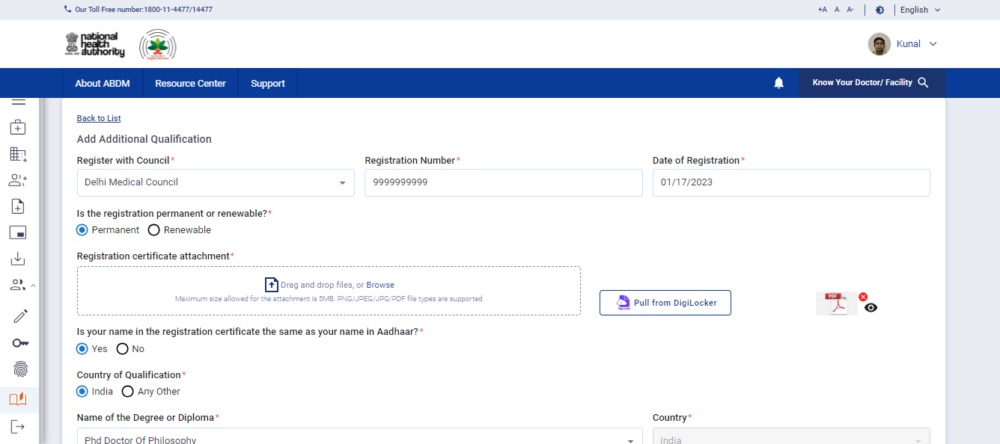 Our Toll Free number:1800-11-4477/14477
+A A A- English
national
health
authority
Kunal
About ABDM Resource Center Support Know Your Doctor/ Facility
Back to List
Add Additional Qualification
Register with Council* Registration Number* Date of Registration*
Delhi Medical Council 9999999999 01/17/2023
Is the registration permanent or renewable?*
Permanent Renewable
Registration certificate attachment*
Drag and drop files, or Browse
Maximum size allowed for the attachment is 5MB. PNG/JPEG/JPG/PDF file types are supported
Pull from DigiLocker
PDF
Is your name in the registration certificate the same as your name in Aadhaar?*
Yes No
Country of Qualification*
India Any Other
Name of the Degree or Diploma* Country*
Phd Doctor Of Philosophy India